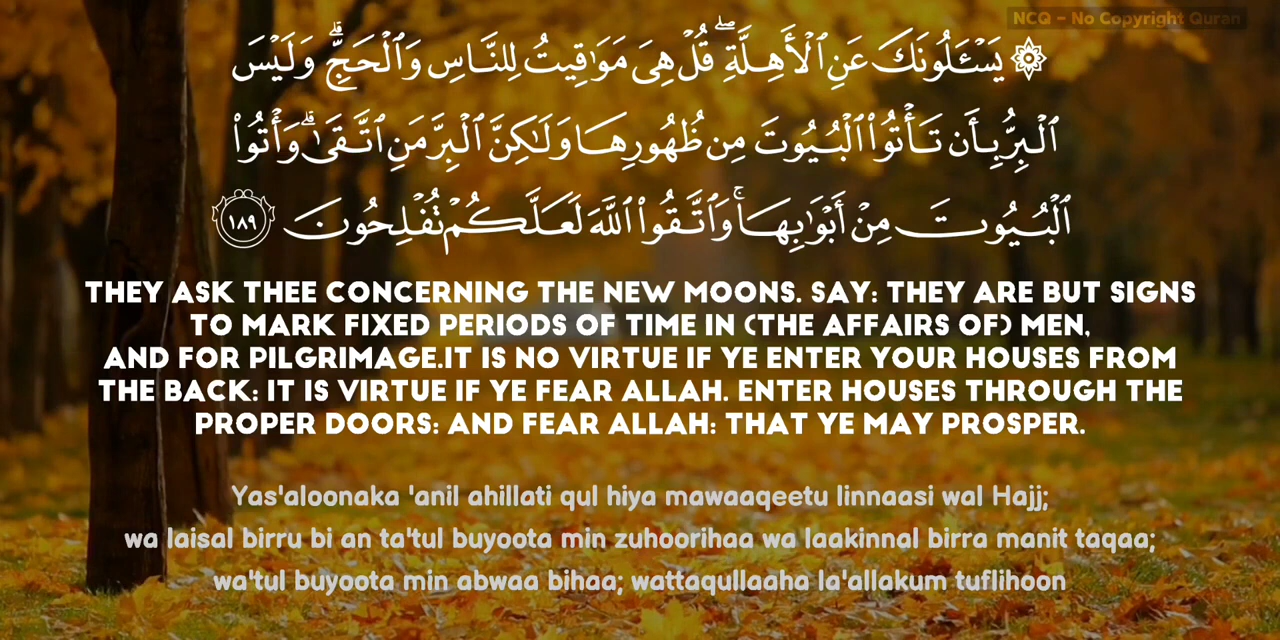 NCQ - No Copyright Quran
۞ يَسْـَٔلُونَكَ عَنِ ٱلْأَهِلَّةِ ۖ قُلْ هِىَ مَوَٰقِيتُ لِلنَّاسِ وَٱلْحَجِّ ۗ وَلَيْسَ
ٱلْبِرُّ بِأَن تَأْتُوا۟ ٱلْبُيُوتَ مِن ظُهُورِهَا وَلَٰكِنَّ ٱلْبِرَّ مَنِ ٱتَّقَىٰ ۗ وَأْتُوا۟
ٱلْبُيُوتَ مِنْ أَبْوَٰبِهَا ۚ وَٱتَّقُوا۟ ٱللَّهَ لَعَلَّكُمْ تُفْلِحُونَ ١٨٩
THEY ASK THEE CONCERNING THE NEW MOONS. SAY: THEY ARE BUT SIGNS
TO MARK FIXED PERIODS OF TIME IN (THE AFFAIRS OF) MEN,
AND FOR PILGRIMAGE.IT IS NO VIRTUE IF YE ENTER YOUR HOUSES FROM
THE BACK: IT IS VIRTUE IF YE FEAR ALLAH. ENTER HOUSES THROUGH THE
PROPER DOORS: AND FEAR ALLAH: THAT YE MAY PROSPER.
Yas'aloonaka 'anil ahillati qul hiya mawaaqeetu linnaasi wal Hajj;
wa laisal birru bi an ta'tul buyoota min zuhoorihaa wa laakinnal birra manit taqaa;
wa'tul buyoota min abwaa bihaa; wattaqullaaha la'allakum tuflihoon